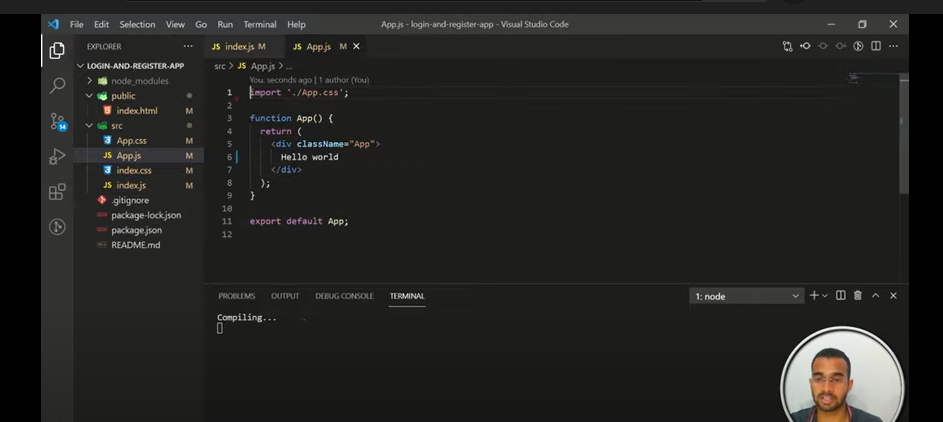 File Edit Selection View Go Run Terminal Help
App.js - login-and-register-app - Visual Studio Code
EXPLORER
LOGIN-AND-REGISTER-APP
node_modules
public
index.html
src
App.css M
App.js M
index.css M
index.js M
.gitignore
package-lock.json
package.json
README.md
14
index.js M
App.js M
src > App.js > ...
You: seconds ago | 1 author (You)
1 import './App.css';
2
3 function App() {
4 return (
5 <div className="App">
6 Hello world
7 </div>
8 );
9 }
10
11 export default App;
12
PROBLEMS OUTPUT DEBUG CONSOLE TERMINAL
1: node
Compiling...